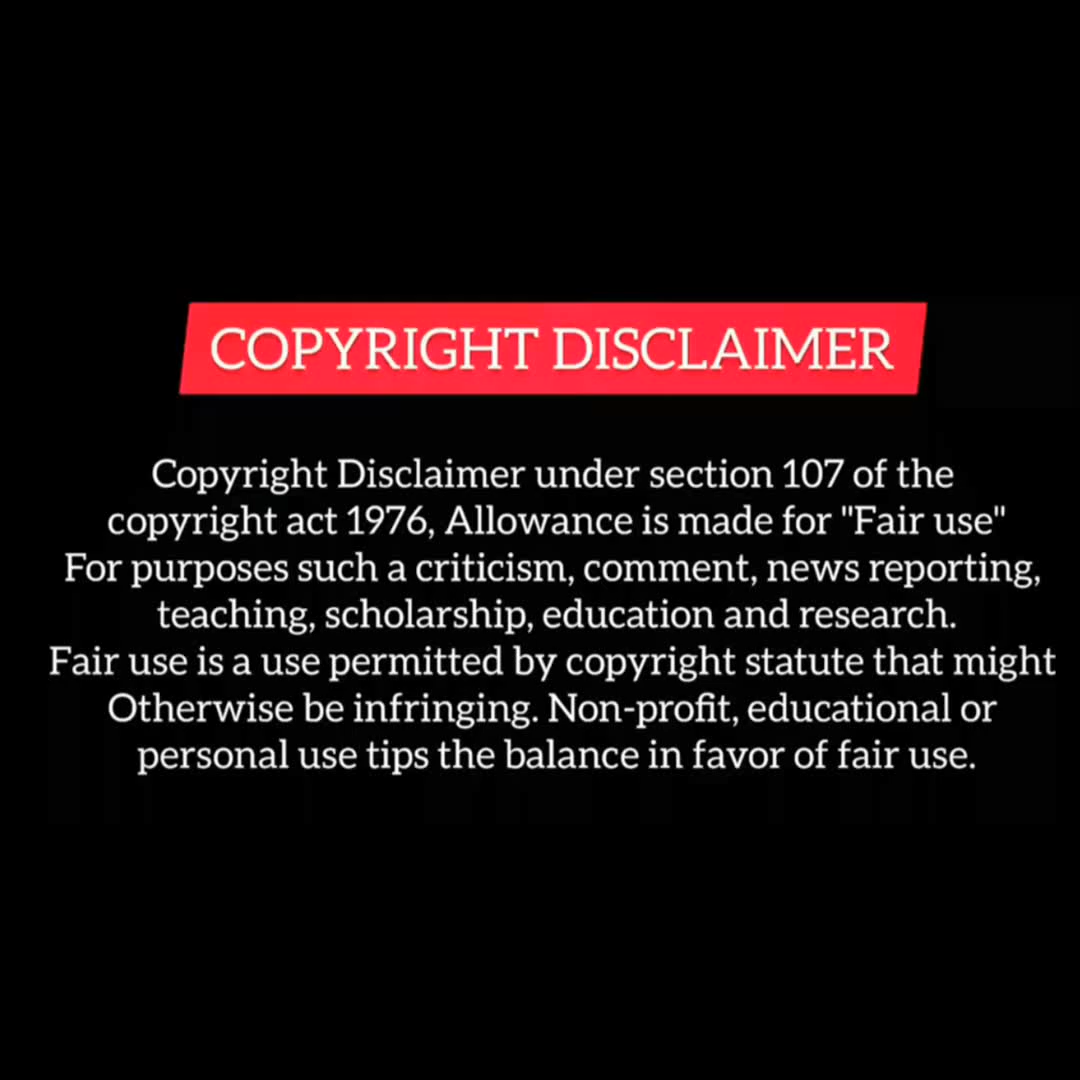 COPYRIGHT DISCLAIMER
Copyright Disclaimer under section 107 of the
copyright act 1976, Allowance is made for "Fair use"
For purposes such a criticism, comment, news reporting,
teaching, scholarship, education and research.
Fair use is a use permitted by copyright statute that might
Otherwise be infringing. Non-profit, educational or
personal use tips the balance in favor of fair use.